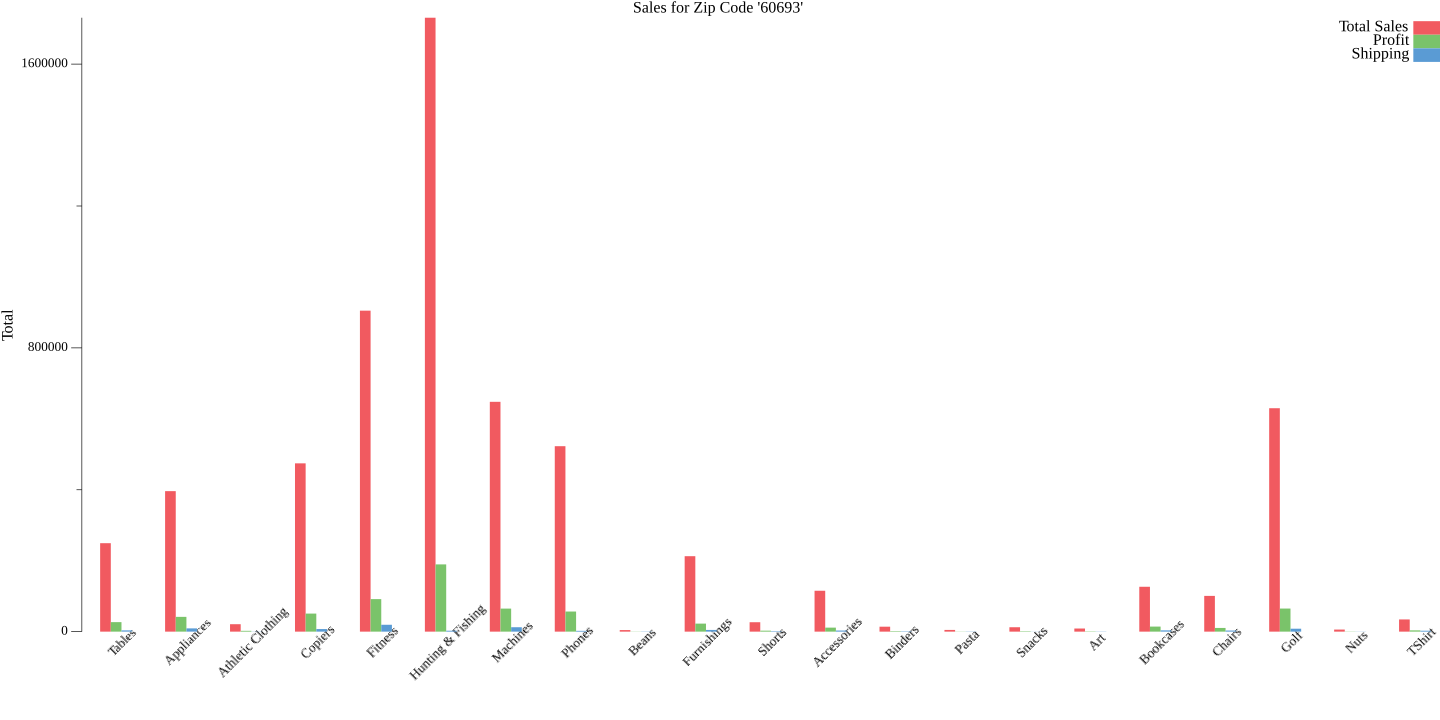 Sales for Zip Code '60693'
Total Sales
Profit
Shipping
1600000
800000
0
Total
Tables
Appliances
Athletic Clothing
Copiers
Fitness
Hunting & Fishing
Machines
Phones
Beans
Furnishings
Shorts
Accessories
Binders
Pasta
Snacks
Art
Bookcases
Chairs
Golf
Nuts
TShirt